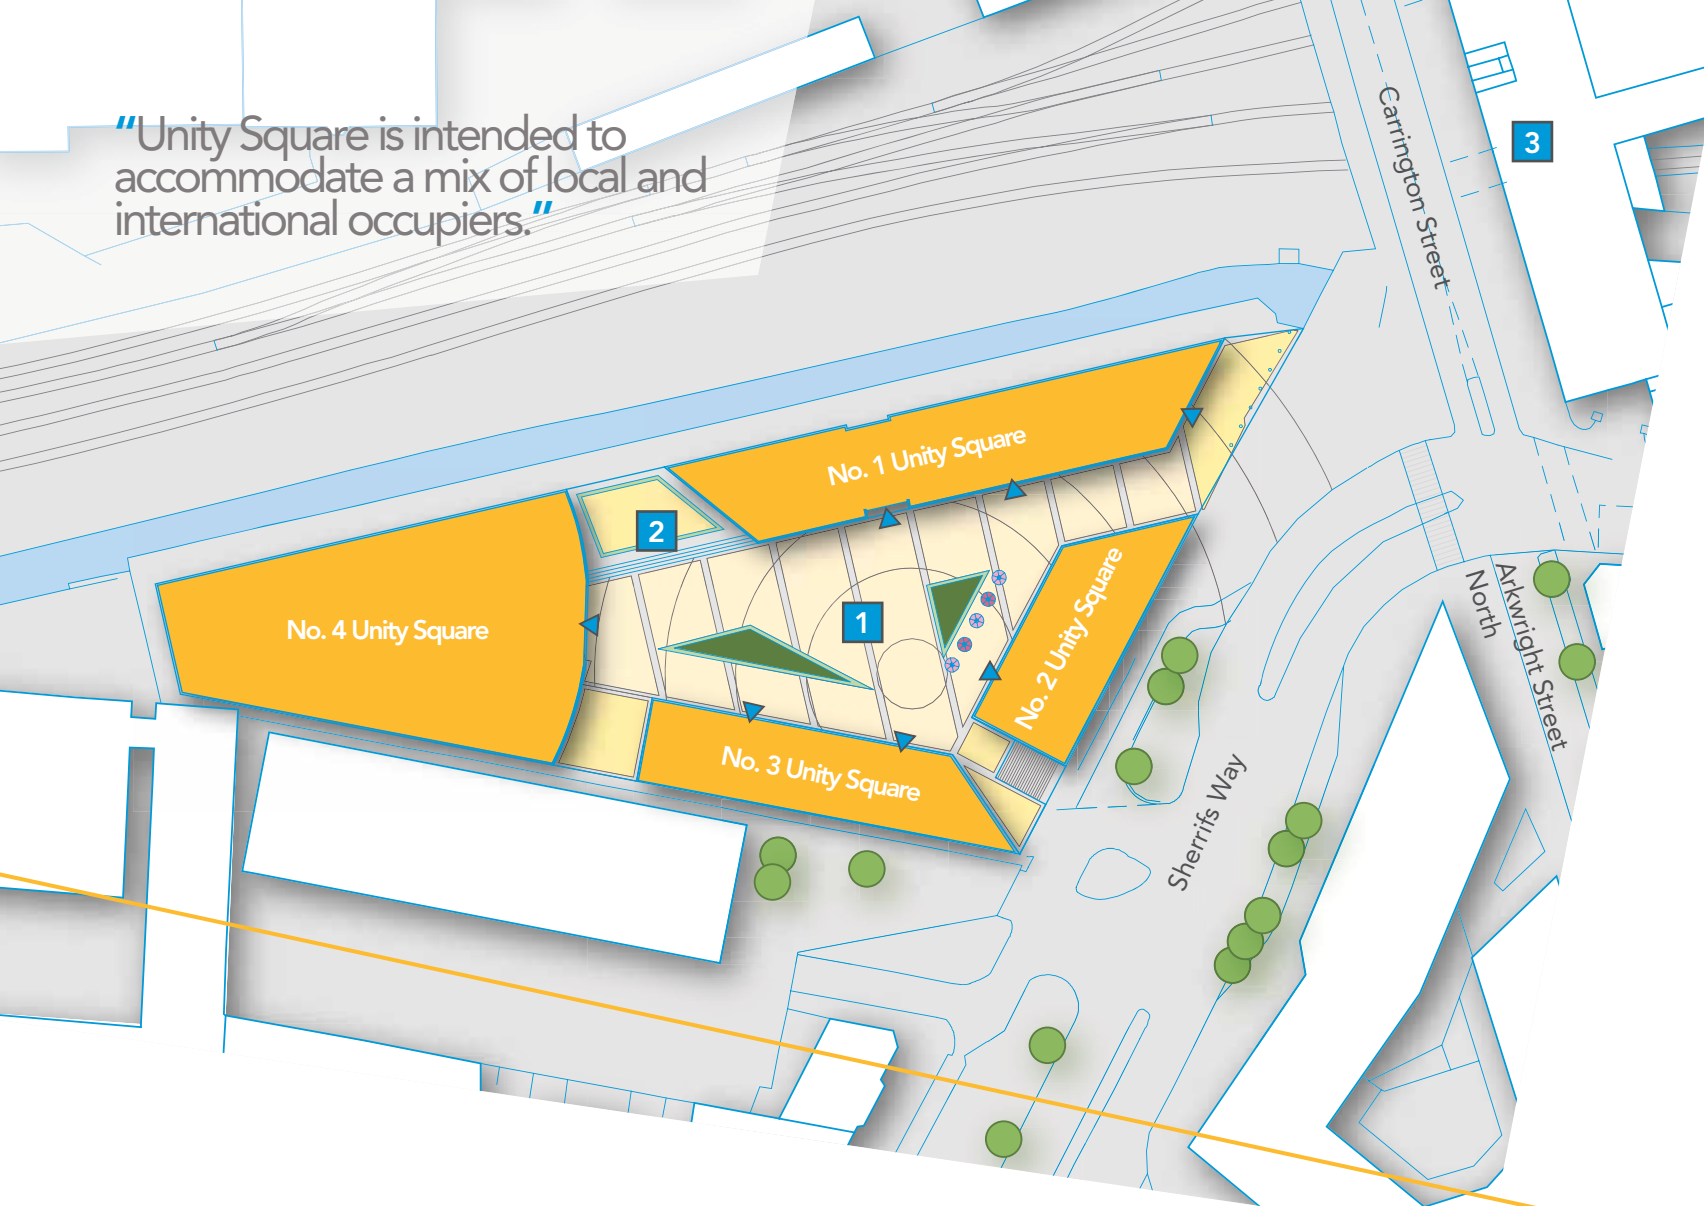 “Unity Square is intended to
accommodate a mix of local and
international occupiers.”
Carrington Street
3
No. 1 Unity Square
2
No. 4 Unity Square
1
No. 2 Unity Square
No. 3 Unity Square
Arkwright Street
North
Sherrifs Way